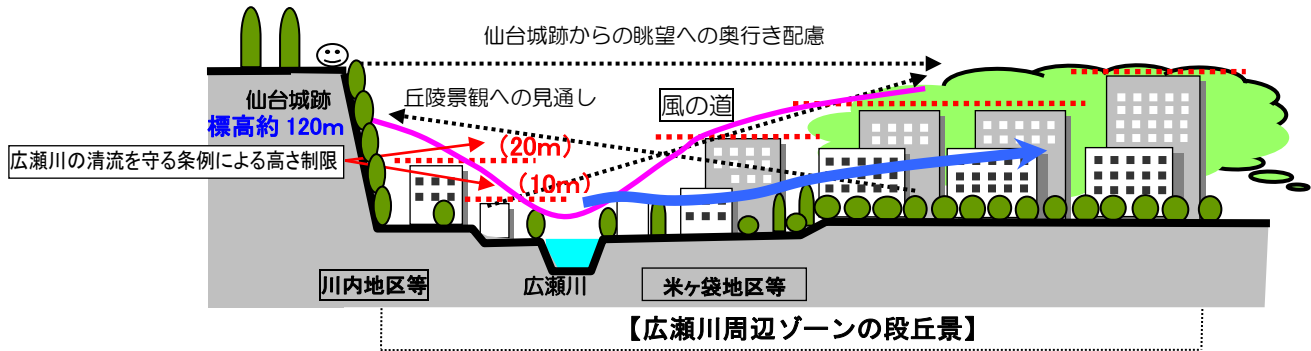 仙台城跡からの眺望への奥行き配慮
仙台城跡
標高約120m
丘陵景観への見通し
風の道
広瀬川の清流を守る条例による高さ制限
(20m)
(10m)
川内地区等
広瀬川
米ヶ袋地区等
【広瀬川周辺ゾーンの段丘景】